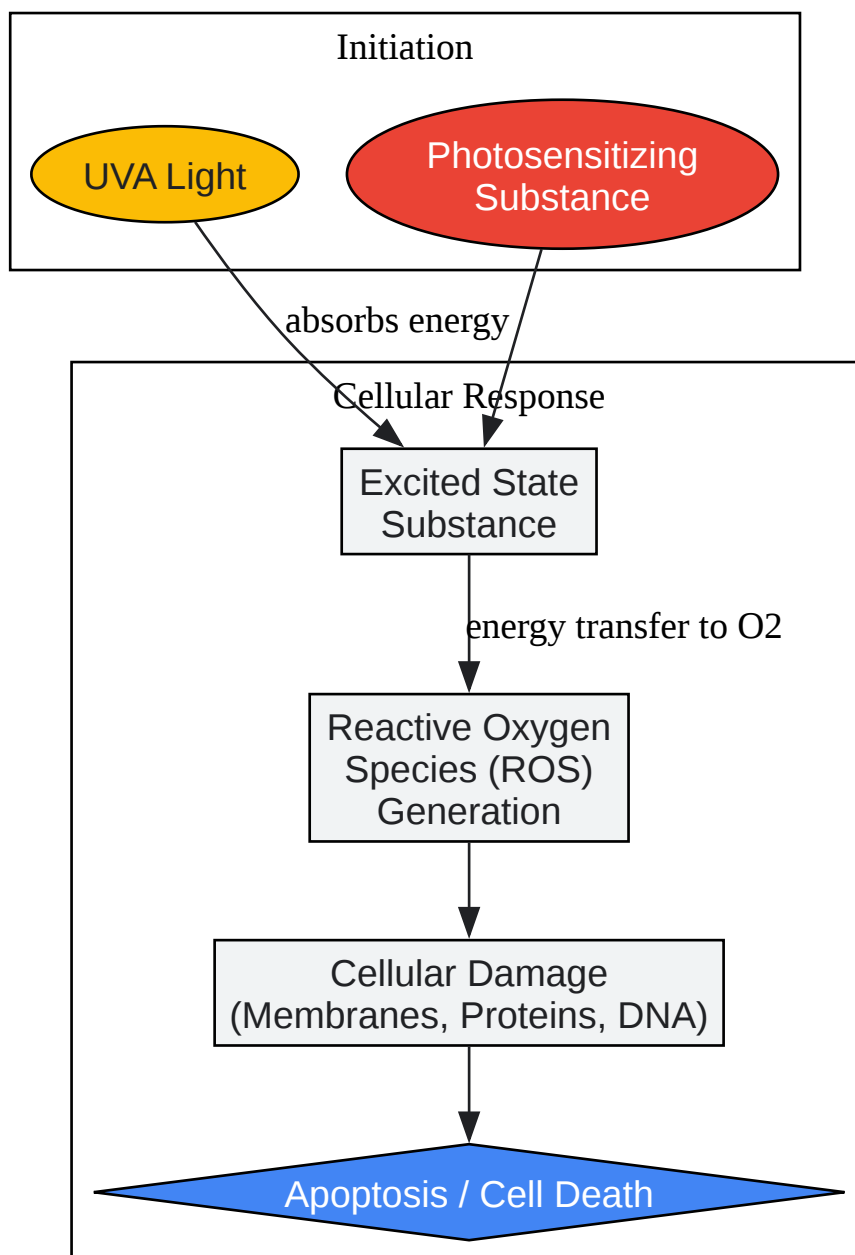 Initiation
UVA Light
Photosensitizing
Substance
absorbs energy
Cellular Response
Excited State
Substance
energy transfer to O2
Reactive Oxygen
Species (ROS)
Generation
Cellular Damage
(Membranes, Proteins, DNA)
Apoptosis / Cell Death